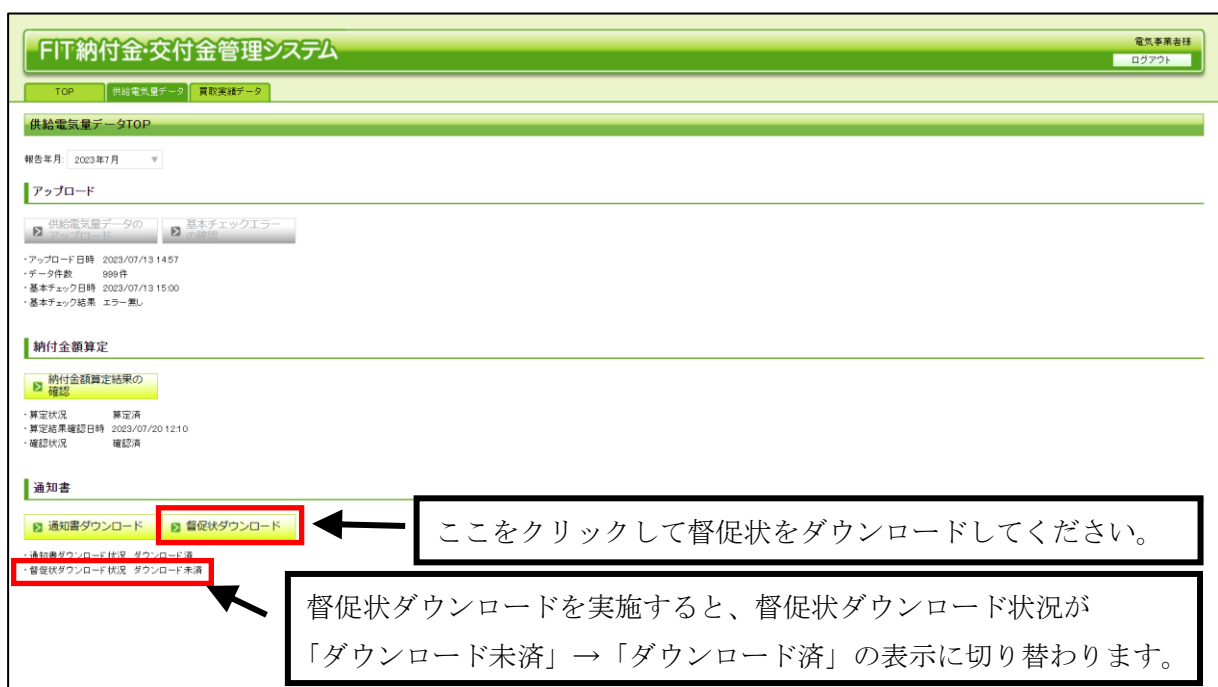 FIT納付金・交付金管理システム
電気事業者様
ログアウト
TOP 供給電気量データ 買取実績データ
供給電気量データTOP
報告年月: 2023年7月
アップロード
供給電気量データの
アップロード
基本チェックエラー
の確認
・アップロード日時 2023/07/13 14:57
・データ件数 999件
・基本チェック日時 2023/07/13 15:00
・基本チェック結果 エラー無し
納付金額算定
納付金額算定結果の
確認
・算定状況 算定済
・算定結果確認日時 2023/07/20 12:10
・確認状況 確認済
通知書
通知書ダウンロード 督促状ダウンロード
ここをクリックして督促状をダウンロードしてください。
・通知書ダウンロード状況 ダウンロード済
・督促状ダウンロード状況 ダウンロード未済
督促状ダウンロードを実施すると、督促状ダウンロード状況が
「ダウンロード未済」→「ダウンロード済」の表示に切り替わります。